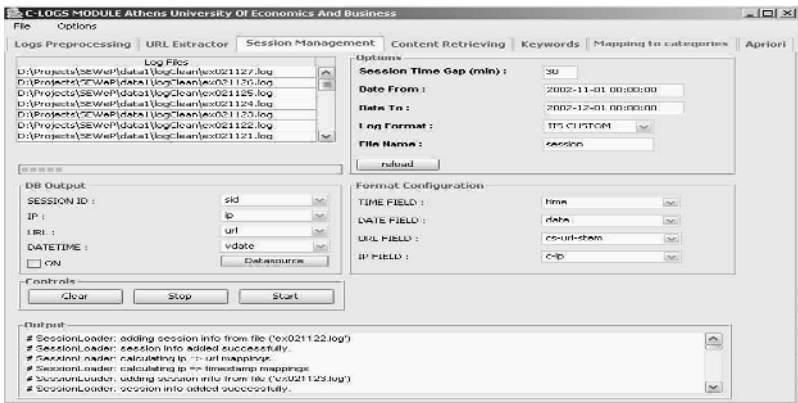 C-LOGS MODULE Athens University Of Economics And Business
File Options
Logs Preprocessing URL Extractor Session Management Content Retrieving Keywords Mapping to categories Apriori
Log Files
D:\Projects\SEWeP\data1\logClean\ex021127.log
D:\Projects\SEWeP\data1\logClean\ex021126.log
D:\Projects\SEWeP\data1\logClean\ex021125.log
D:\Projects\SEWeP\data1\logClean\ex021124.log
D:\Projects\SEWeP\data1\logClean\ex021123.log
D:\Projects\SEWeP\data1\logClean\ex021122.log
D:\Projects\SEWeP\data1\logClean\ex021121.log
Options
Session Time Gap (min) : 30
Date From : 2002-11-01 00:00:00
Date To : 2002-12-01 00:00:00
Log Format : IIS CUSTOM
File Name : session
reload
DB Output
SESSION ID : sid
IP : ip
URL : url
DATETIME : vdate
ON Datasource
Format Configuration
TIME FIELD : time
DATE FIELD : date
URL FIELD : cs-uri-stem
IP FIELD : c-ip
Controls
Clear Stop Start
Output
# SessionLoader: adding session info from file ('ex021122.log')
# SessionLoader: session info added successfully.
# SessionLoader: calculating ip => url mappings
# SessionLoader: calculating ip => timestamp mappings
# SessionLoader: adding session info from file ('ex021123.log')
# SessionLoader: session info added successfully.